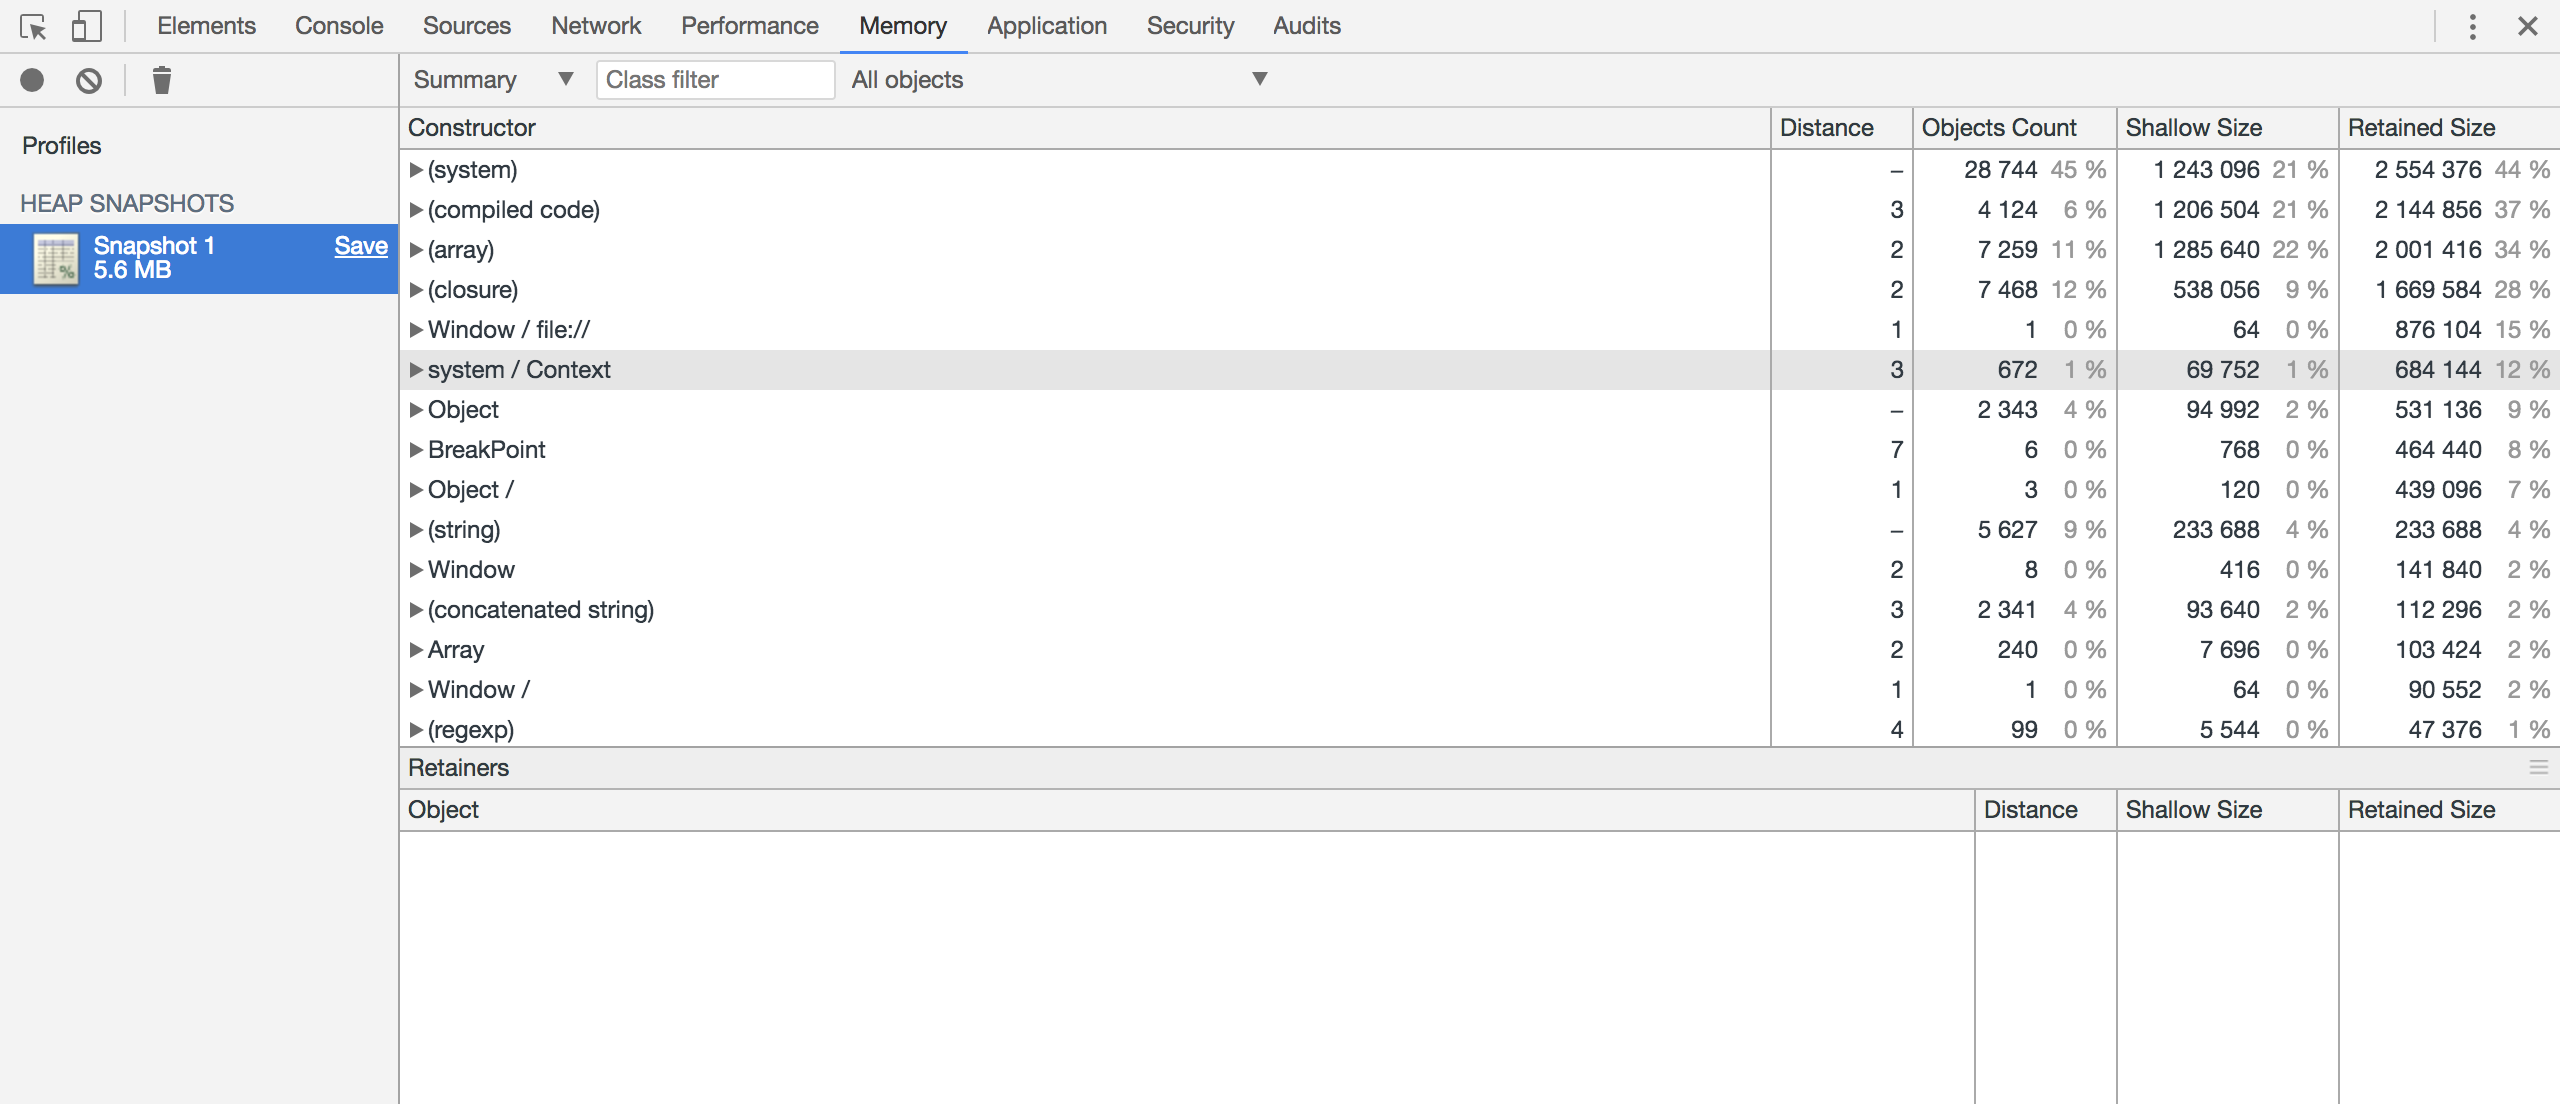 Elements Console Sources Network Performance Memory Application Security Audits
Summary Class filter All objects
Profiles
HEAP SNAPSHOTS
Snapshot 1 Save
5.6 MB
Constructor Distance Objects Count Shallow Size Retained Size
(system) – 28 744 45 % 1 243 096 21 % 2 554 376 44 %
(compiled code) 3 4 124 6 % 1 206 504 21 % 2 144 856 37 %
(array) 2 7 259 11 % 1 285 640 22 % 2 001 416 34 %
(closure) 2 7 468 12 % 538 056 9 % 1 669 584 28 %
Window / file:// 1 1 0 % 64 0 % 876 104 15 %
system / Context 3 672 1 % 69 752 1 % 684 144 12 %
Object – 2 343 4 % 94 992 2 % 531 136 9 %
BreakPoint 7 6 0 % 768 0 % 464 440 8 %
Object / 1 3 0 % 120 0 % 439 096 7 %
(string) – 5 627 9 % 233 688 4 % 233 688 4 %
Window 2 8 0 % 416 0 % 141 840 2 %
(concatenated string) 3 2 341 4 % 93 640 2 % 112 296 2 %
Array 2 240 0 % 7 696 0 % 103 424 2 %
Window / 1 1 0 % 64 0 % 90 552 2 %
(regexp) 4 99 0 % 5 544 0 % 47 376 1 %
Retainers
Object Distance Shallow Size Retained Size